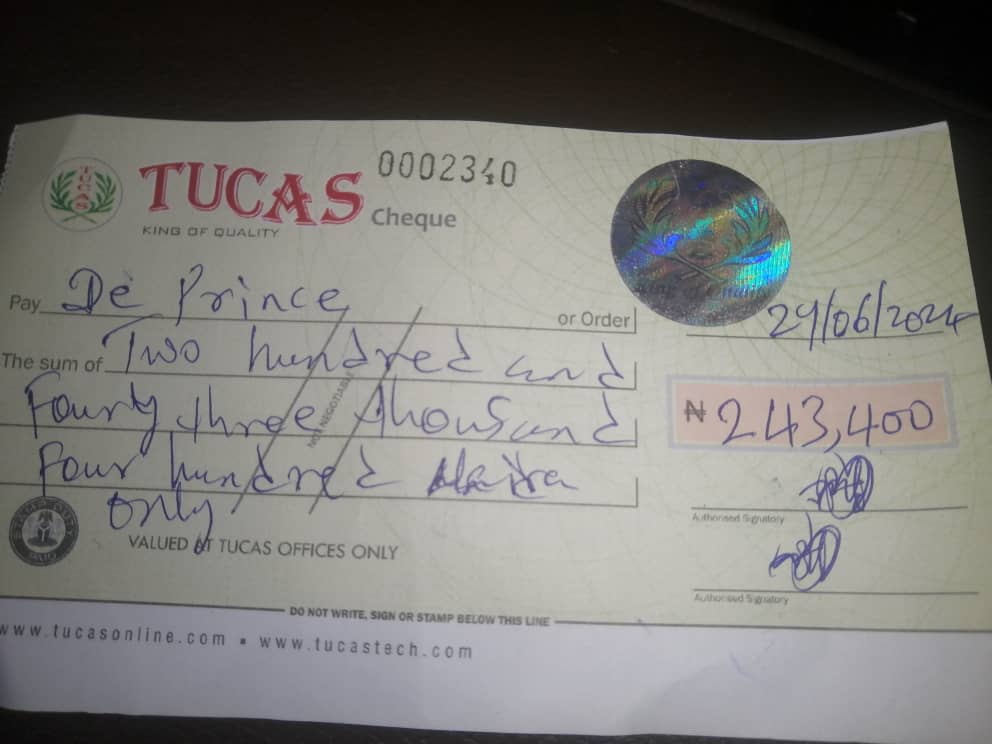 TUCAS
0002340
TUCAS
Cheque
KING OF QUALITY
Pay De Prince or Order
29/06/2024
The sum of Two hundred and
Fourty three thousand
₦ 243,400
NOT NEGOTIABLE
Four hundred Naira
only
Authorised Signatory
VALUED AT TUCAS OFFICES ONLY
Authorised Signatory
DO NOT WRITE, SIGN OR STAMP BELOW THIS LINE
www.tucasonline.com ▪ www.tucastech.com